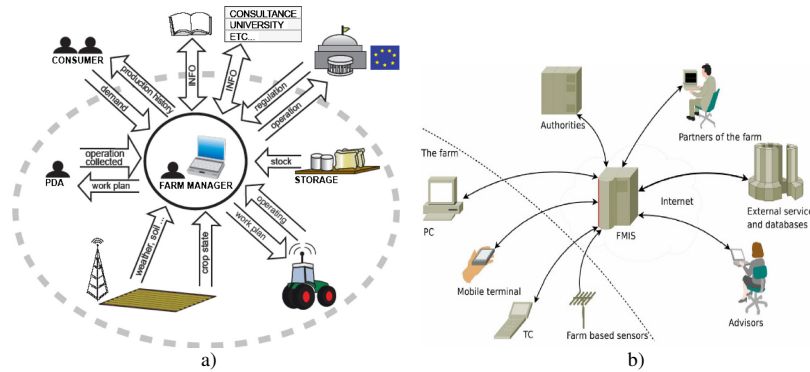 CONSULTANCE
UNIVERSITY
ETC...
CONSUMER
INFO
INFO
production history
demand
regulation
operation
operation
collected
work plan
PDA
FARM MANAGER
stock
STORAGE
weather, soil ...
crop state
operating
work plan
a)
Authorities
Partners of the farm
The farm
PC
FMIS
Internet
External service
and databases
Mobile terminal
TC
Farm based sensors
Advisors
b)